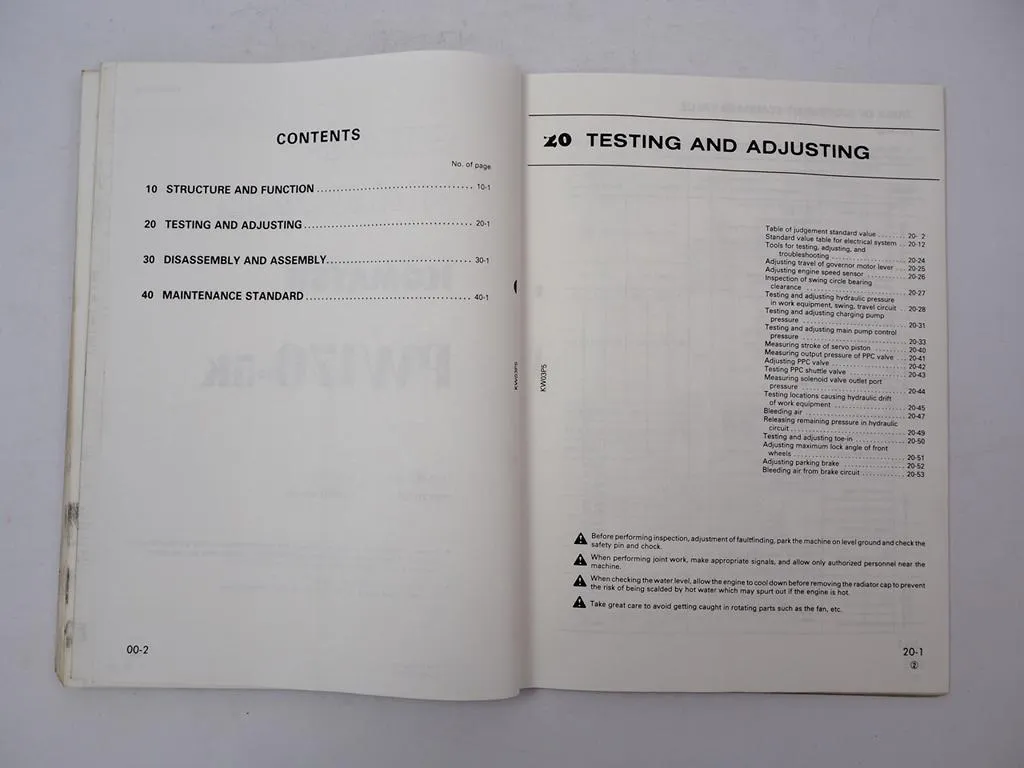 CONTENTS
No. of page
10 STRUCTURE AND FUNCTION ................................ 10-1
20 TESTING AND ADJUSTING ................................ 20-1
30 DISASSEMBLY AND ASSEMBLY ................................ 30-1
40 MAINTENANCE STANDARD ................................ 40-1
00-2
KW03PS
KW03PS
20 TESTING AND ADJUSTING
Table of judgement standard value ........ 20- 2
Standard value table for electrical system .. 20-12
Tools for testing, adjusting, and
troubleshooting .................. 20-24
Adjusting travel of governor motor lever ... 20-25
Adjusting engine speed sensor ......... 20-26
Inspection of swing circle bearing
clearance ........................ 20-27
Testing and adjusting hydraulic pressure
in work equipment, swing, travel circuit .. 20-28
Testing and adjusting charging pump
pressure ........................ 20-31
Testing and adjusting main pump control
pressure ........................ 20-33
Measuring stroke of servo piston ......... 20-40
Measuring output pressure of PPC valve ... 20-41
Adjusting PPC valve .................. 20-42
Testing PPC shuttle valve .............. 20-43
Measuring solenoid valve outlet port
pressure ........................ 20-44
Testing locations causing hydraulic drift
of work equipment .................. 20-45
Bleeding air ........................ 20-47
Releasing remaining pressure in hydraulic
circuit ........................... 20-49
Testing and adjusting toe-in ............ 20-50
Adjusting maximum lock angle of front
wheels ........................... 20-51
Adjusting parking brake ............... 20-52
Bleeding air from brake circuit ........... 20-53
Before performing inspection, adjustment of faultfinding, park the machine on level ground and check the
safety pin and chock.
When performing joint work, make appropriate signals, and allow only authorized personnel near the
machine.
When checking the water level, allow the engine to cool down before removing the radiator cap to prevent
the risk of being scalded by hot water which may spurt out if the engine is hot.
Take great care to avoid getting caught in rotating parts such as the fan, etc.
20-1
②